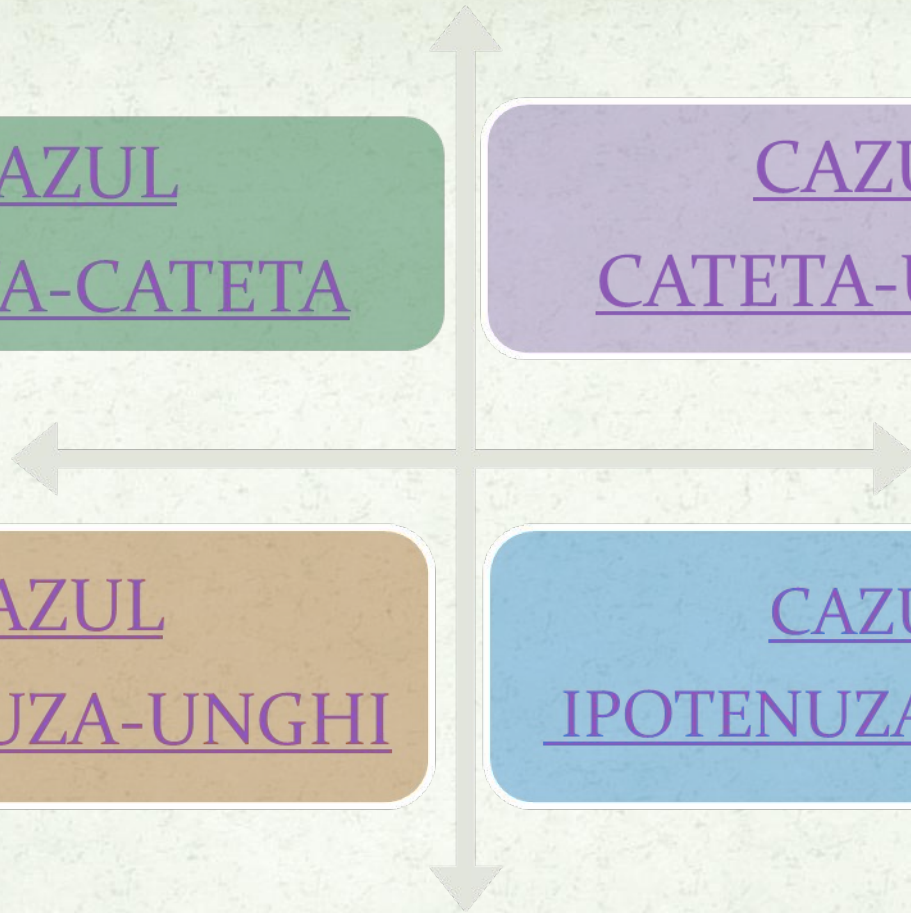 AZUL
A-CATETA
CAZU
CATETA-U
AZUL
UZA-UNGHI
CAZU
IPOTENUZA